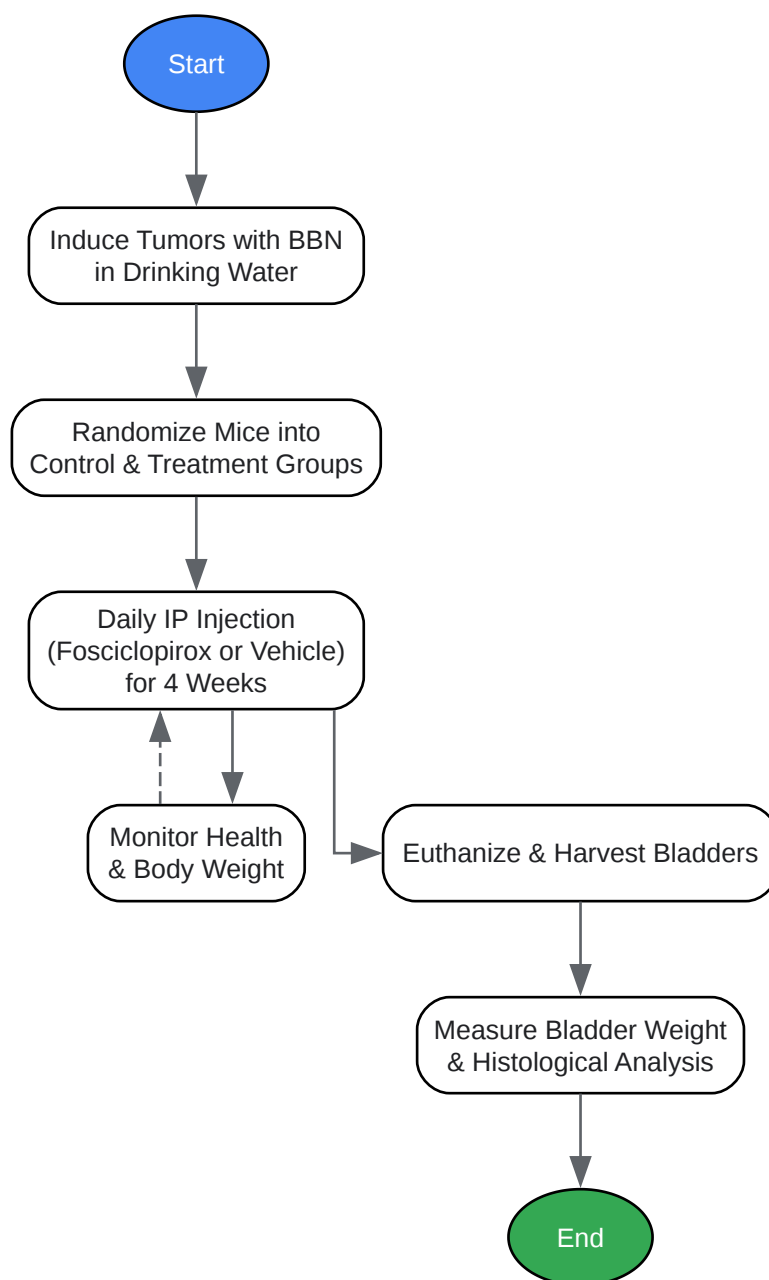 Start
Induce Tumors with BBN
in Drinking Water
Randomize Mice into
Control & Treatment Groups
Daily IP Injection
(Fosciclopirox or Vehicle)
for 4 Weeks
Monitor Health
& Body Weight
Euthanize & Harvest Bladders
Measure Bladder Weight
& Histological Analysis
End